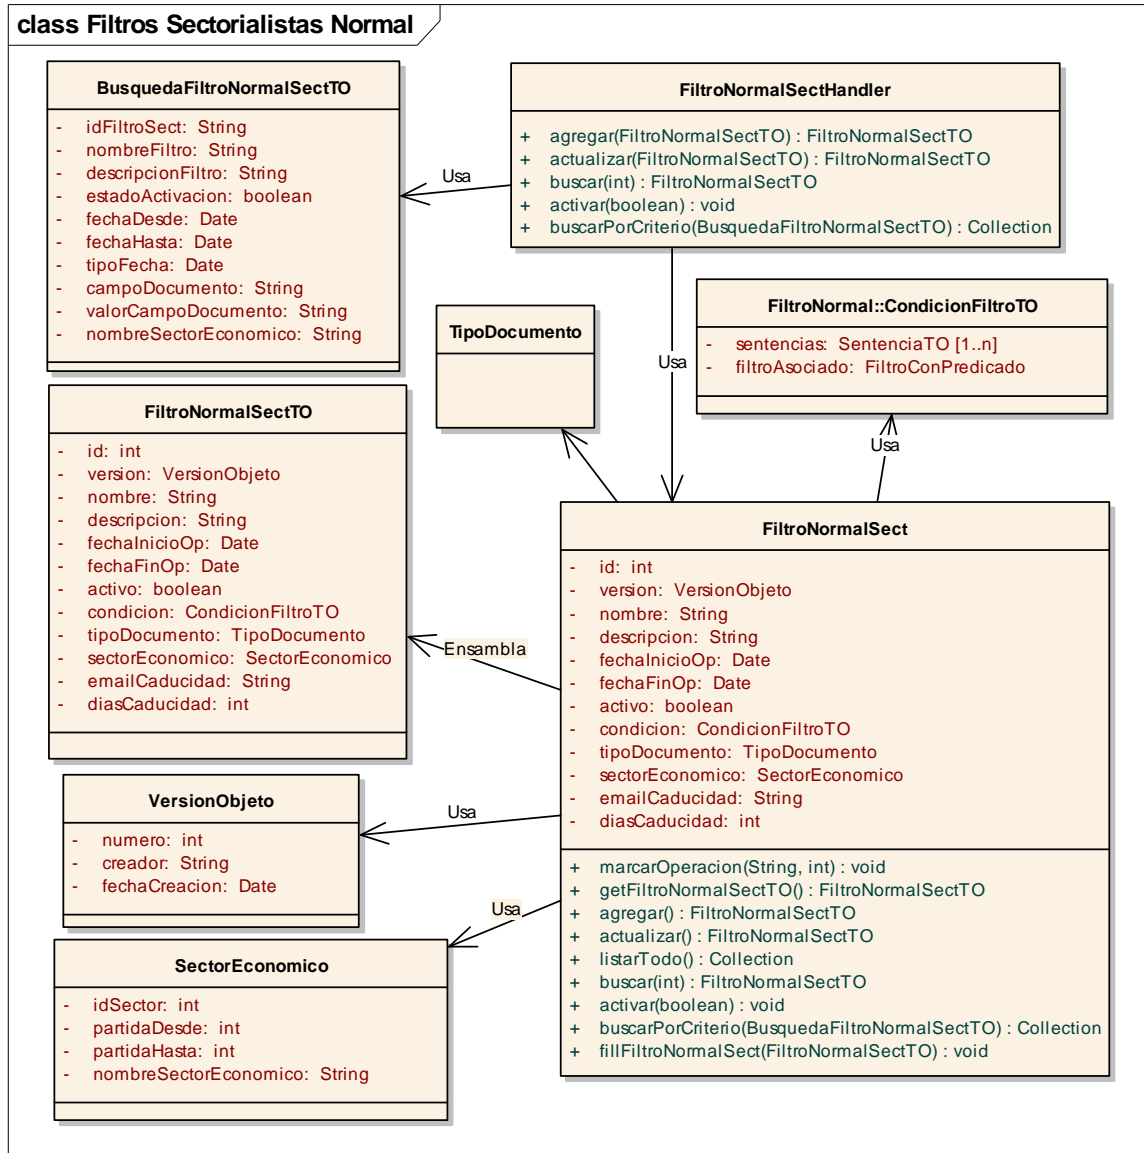 class Filtros Sectorialistas Normal
BusquedaFiltroNormalSectTO
- idFiltroSect: String
- nombreFiltro: String
- descripcionFiltro: String
- estadoActivacion: boolean
- fechaDesde: Date
- fechaHasta: Date
- tipoFecha: Date
- campoDocumento: String
- valorCampoDocumento: String
- nombreSectorEconomico: String
Usa
FiltroNormalSectHandler
+ agregar(FiltroNormalSectTO) : FiltroNormalSectTO
+ actualizar(FiltroNormalSectTO) : FiltroNormalSectTO
+ buscar(int) : FiltroNormalSectTO
+ activar(boolean) : void
+ buscarPorCriterio(BusquedaFiltroNormalSectTO) : Collection
Usa
TipoDocumento
FiltroNormal::CondicionFiltroTO
- sentencias: SentenciaTO [1..n]
- filtroAsociado: FiltroConPredicado
Usa
FiltroNormalSectTO
- id: int
- version: VersionObjeto
- nombre: String
- descripcion: String
- fechaInicioOp: Date
- fechaFinOp: Date
- activo: boolean
- condicion: CondicionFiltroTO
- tipoDocumento: TipoDocumento
- sectorEconomico: SectorEconomico
- emailCaducidad: String
- diasCaducidad: int
Ensambla
FiltroNormalSect
- id: int
- version: VersionObjeto
- nombre: String
- descripcion: String
- fechaInicioOp: Date
- fechaFinOp: Date
- activo: boolean
- condicion: CondicionFiltroTO
- tipoDocumento: TipoDocumento
- sectorEconomico: SectorEconomico
- emailCaducidad: String
- diasCaducidad: int
+ marcarOperacion(String, int) : void
+ getFiltroNormalSectTO() : FiltroNormalSectTO
+ agregar() : FiltroNormalSectTO
+ actualizar() : FiltroNormalSectTO
+ listarTodo() : Collection
+ buscar(int) : FiltroNormalSectTO
+ activar(boolean) : void
+ buscarPorCriterio(BusquedaFiltroNormalSectTO) : Collection
+ fillFiltroNormalSect(FiltroNormalSectTO) : void
VersionObjeto
- numero: int
- creador: String
- fechaCreacion: Date
Usa
SectorEconomico
- idSector: int
- partidaDesde: int
- partidaHasta: int
- nombreSectorEconomico: String
Usa